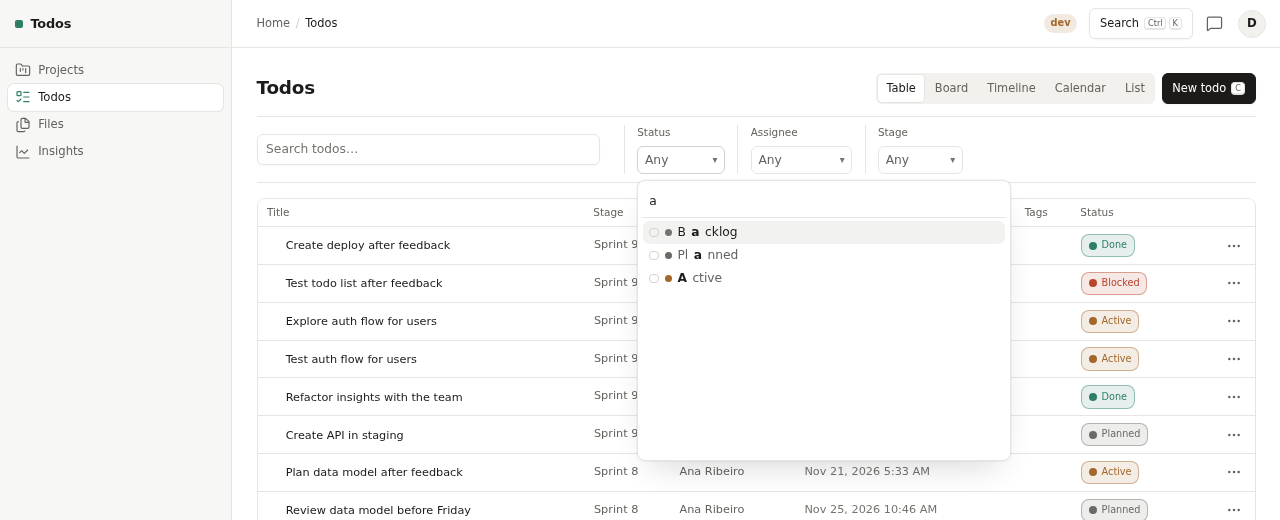 Todos
Home / Todos
dev
Search Ctrl K
D
Projects
Todos
Files
Insights
Todos
Table Board Timeline Calendar List
New todo C
Search todos...
Status
Any
Assignee
Any
Stage
Any
a
B a cklog
Pl a nned
A ctive
Title Stage Tags Status
Create deploy after feedback Sprint 9 Done
Test todo list after feedback Sprint 9 Blocked
Explore auth flow for users Sprint 9 Active
Test auth flow for users Sprint 9 Active
Refactor insights with the team Sprint 9 Done
Create API in staging Sprint 9 Planned
Plan data model after feedback Sprint 8 Ana Ribeiro Nov 21, 2026 5:33 AM Active
Review data model before Friday Sprint 8 Ana Ribeiro Nov 25, 2026 10:46 AM Planned